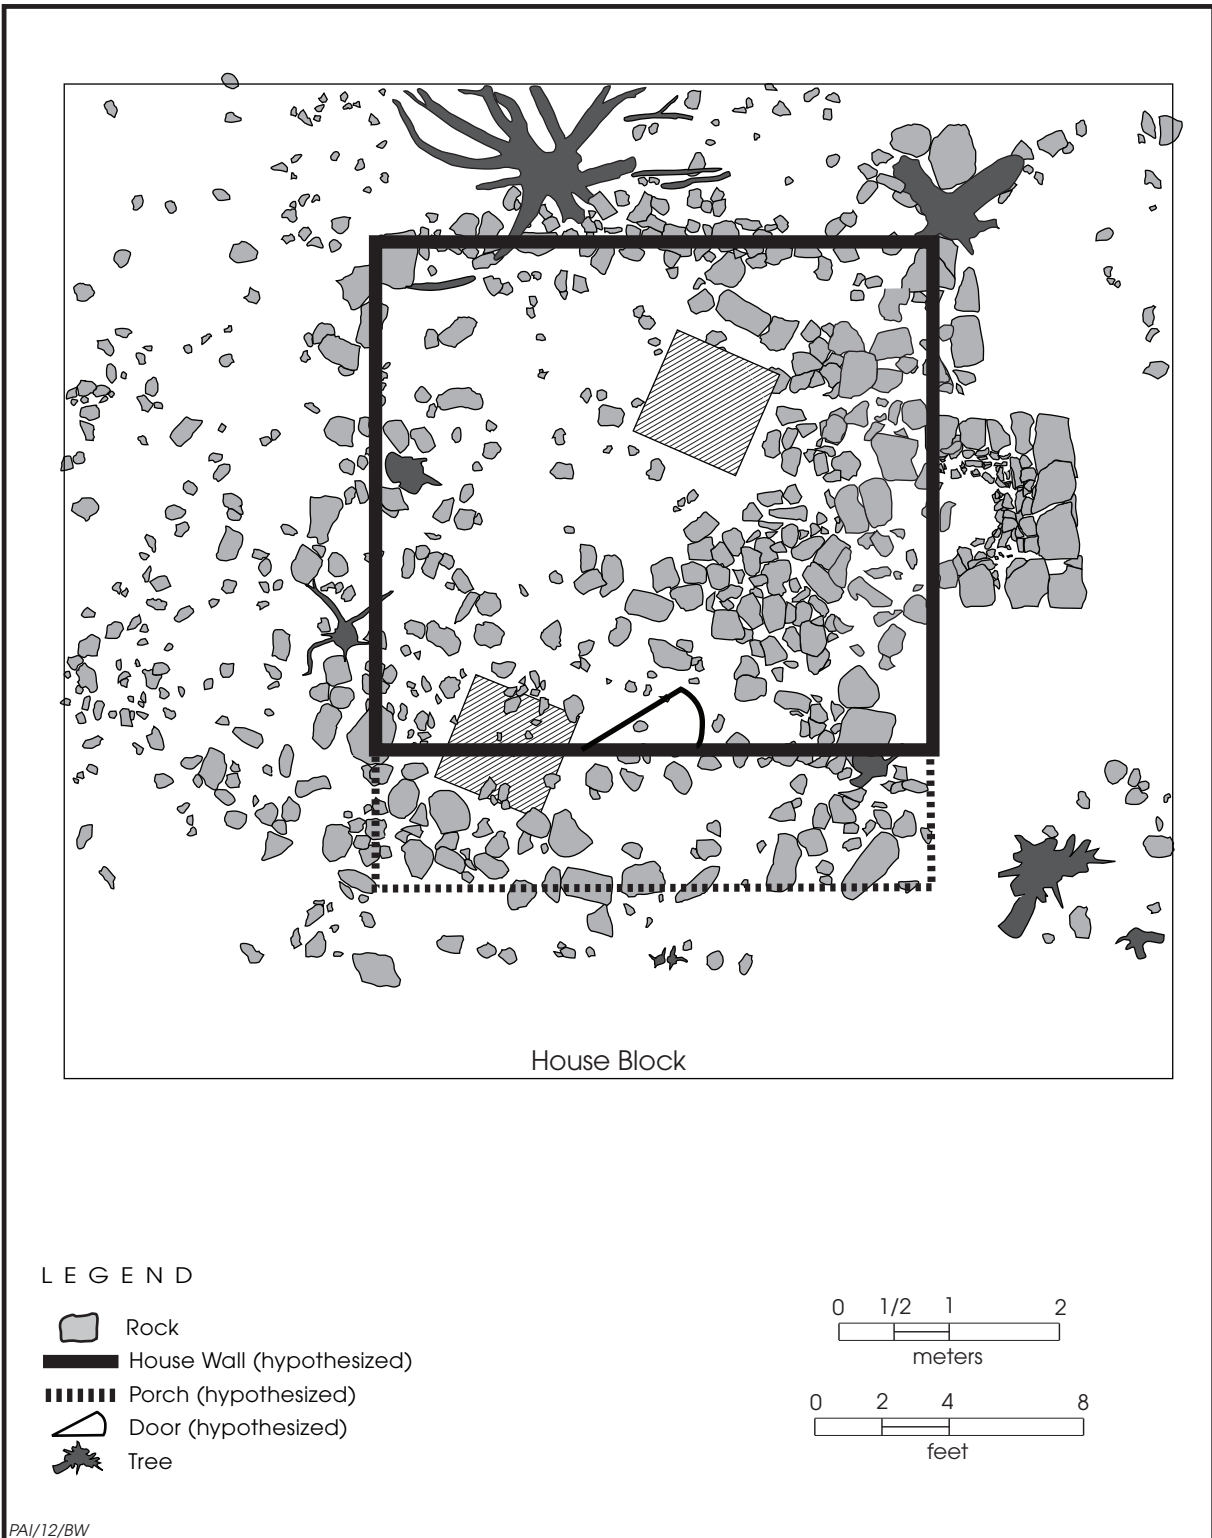 House Block
LEGEND
Rock
House Wall (hypothesized)
Porch (hypothesized)
Door (hypothesized)
Tree
0 1/2 1 2
meters
0 2 4 8
feet
PAI/12/BW